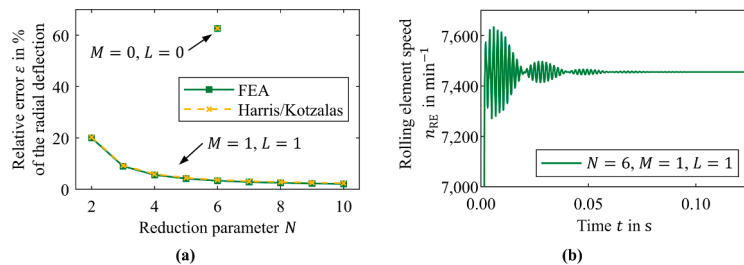 Relative error ε in %
of the radial deflection
60
40
20
0
M = 0, L = 0
FEA
Harris/Kotzalas
M = 1, L = 1
2 4 6 8 10
Reduction parameter N
(a)
Rolling element speed
n_RE in min⁻¹
7,600
7,400
7,200
7,000
N = 6, M = 1, L = 1
0.00 0.05 0.10
Time t in s
(b)